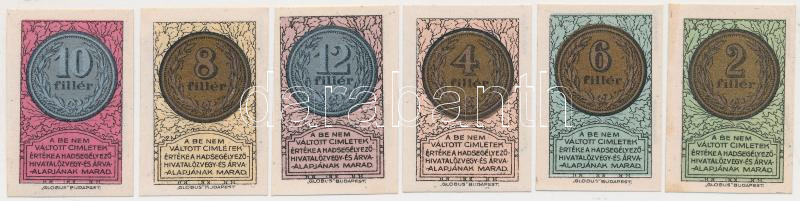 10
fillér
A BE NEM
VÁLTOTT CIMLETEK
ÉRTÉKE A HADSEGÉLYEZŐ-
HIVATAL ÖZVEGY-ÉS ÁRVA-
-ALAPJÁNAK MARAD.
„GLOBUS" BUDAPEST.
8
fillér
A BE NEM
VÁLTOTT CIMLETEK
ÉRTÉKE A HADSEGÉLYEZŐ-
HIVATAL ÖZVEGY-ÉS ÁRVA-
-ALAPJÁNAK MARAD.
„GLOBUS" BUDAPEST.
12
fillér
A BE NEM
VÁLTOTT CIMLETEK
ÉRTÉKE A HADSEGÉLYEZŐ-
HIVATAL ÖZVEGY-ÉS ÁRVA-
-ALAPJÁNAK MARAD.
„GLOBUS" BUDAPEST.
4
fillér
A BE NEM
VÁLTOTT CIMLETEK
ÉRTÉKE A HADSEGÉLYEZŐ-
HIVATAL ÖZVEGY-ÉS ÁRVA-
-ALAPJÁNAK MARAD.
„GLOBUS" BUDAPEST.
6
fillér
A BE NEM
VÁLTOTT CIMLETEK
ÉRTÉKE A HADSEGÉLYEZŐ-
HIVATAL ÖZVEGY-ÉS ÁRVA-
-ALAPJÁNAK MARAD.
„GLOBUS" BUDAPEST.
2
fillér
A BE NEM
VÁLTOTT CIMLETEK
ÉRTÉKE A HADSEGÉLYEZŐ-
HIVATAL ÖZVEGY-ÉS ÁRVA-
-ALAPJÁNAK MARAD.
„GLOBUS" BUDAPEST.
darabanth